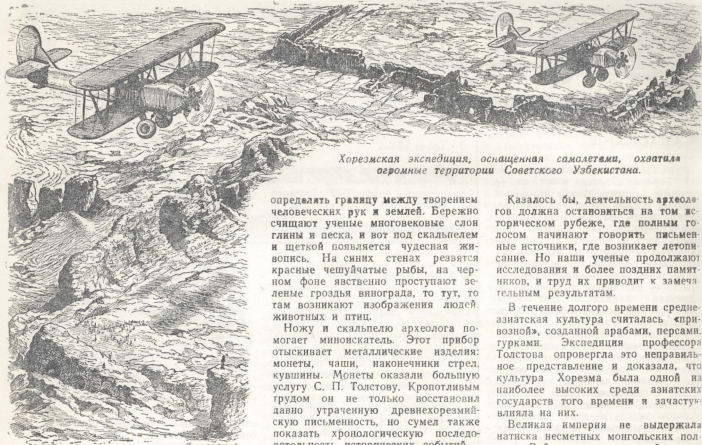 Хорезмская экспедиция, оснащенная самолетами, охватила
огромные территории Советского Узбекистана.
определять границу между творением
человеческих рук и землей. Бережно
счищают ученые многовековые слои
глины и песка, и вот под скальпелем
и щеткой появляется чудесная жи-
вопись. На синих стенах резвятся
красные чешуйчатые рыбы, на чер-
ном фоне явственно проступают зе-
леные гроздья винограда, то тут, то
там возникают изображения людей,
животных и птиц.
Ножу и скальпелю археолога по-
могает миноискатель. Этот прибор
отыскивает металлические изделия:
монеты, чаши, наконечники стрел,
кувшины. Монеты оказали большую
услугу С. П. Толстову. Кропотливым
трудом он не только восстановил
давно утраченную древнехорезмий-
скую письменность, но сумел также
показать хронологическую последо-
вательность исторических событий
Казалось бы, деятельность археоло-
гов должна остановиться на том ис-
торическом рубеже, где полным го-
лосом начинают говорить письмен-
ные источники, где возникает летопи-
сание. Но наши ученые продолжают
исследования и более поздних памят-
ников, и труд их приводит к замеча-
тельным результатам.
В течение долгого времени средне-
азиатская культура считалась «при-
возной», созданной арабами, персами,
турками. Экспедиция профессора
Толстова опровергла это неправиль-
ное представление и доказала, что
культура Хорезма была одной из
наиболее высоких среди азиатских
государств того времени и зачастую
влияла на них.
Великая империя не выдержала
натиска несметных монгольских пол-